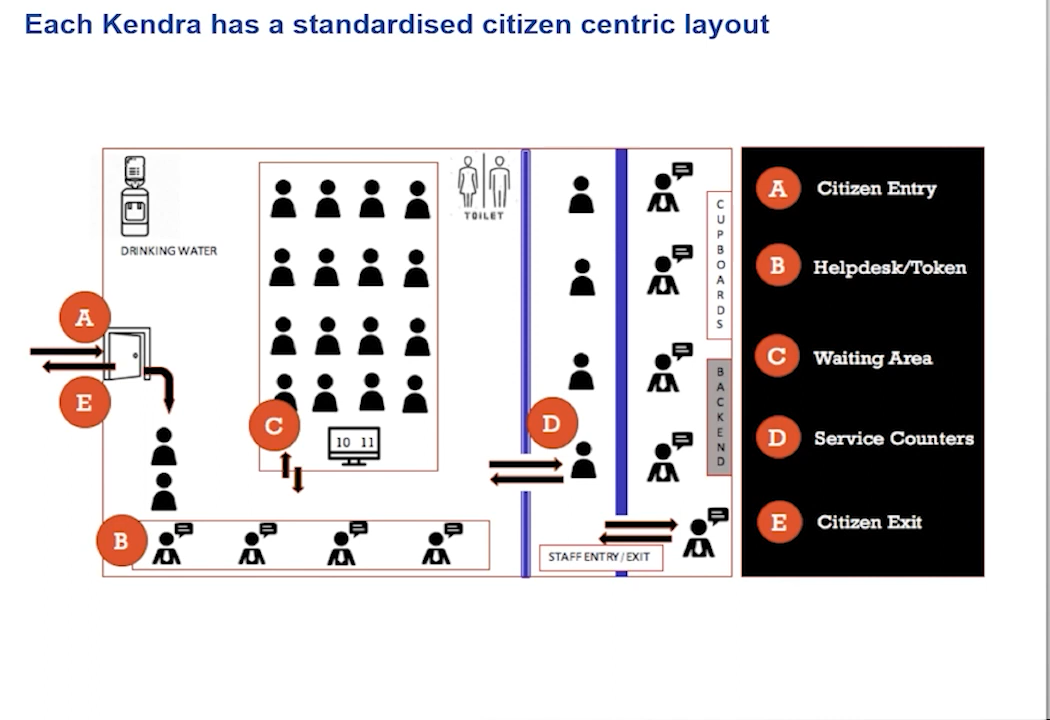 Each Kendra has a standardised citizen centric layout
DRINKING WATER
TOILET
CUPBOARDS
BACKEND
A
E
C
10 11
D
B
STAFF ENTRY/EXIT
A Citizen Entry
B Helpdesk/Token
C Waiting Area
D Service Counters
E Citizen Exit